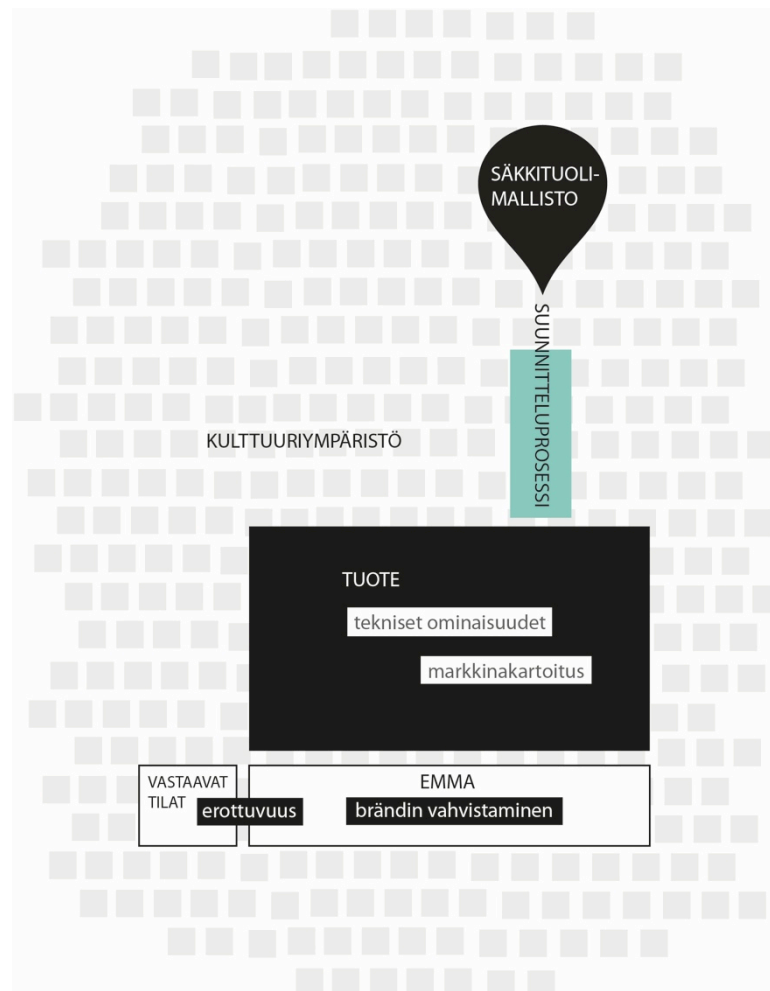 SÄKKITUOLI-
MALLISTO
SUUNNITTELUPROSESSI
KULTTUURIYMPÄRISTÖ
TUOTE
tekniset ominaisuudet
markkinakartoitus
VASTAAVAT
TILAT
erottuvuus
EMMA
brändin vahvistaminen